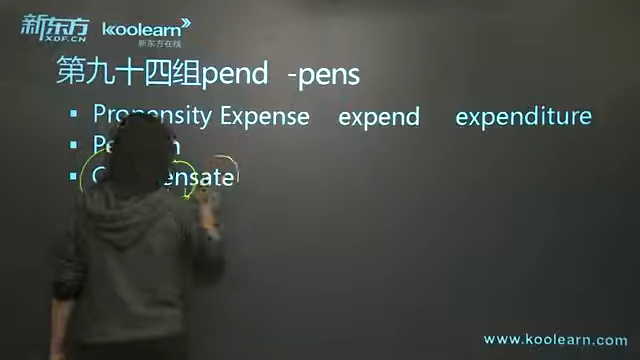 新东方
XDF.CN
koolearn
新东方在线
第九十四组pend -pens
Propensity Expense expend expenditure
www.koolearn.com